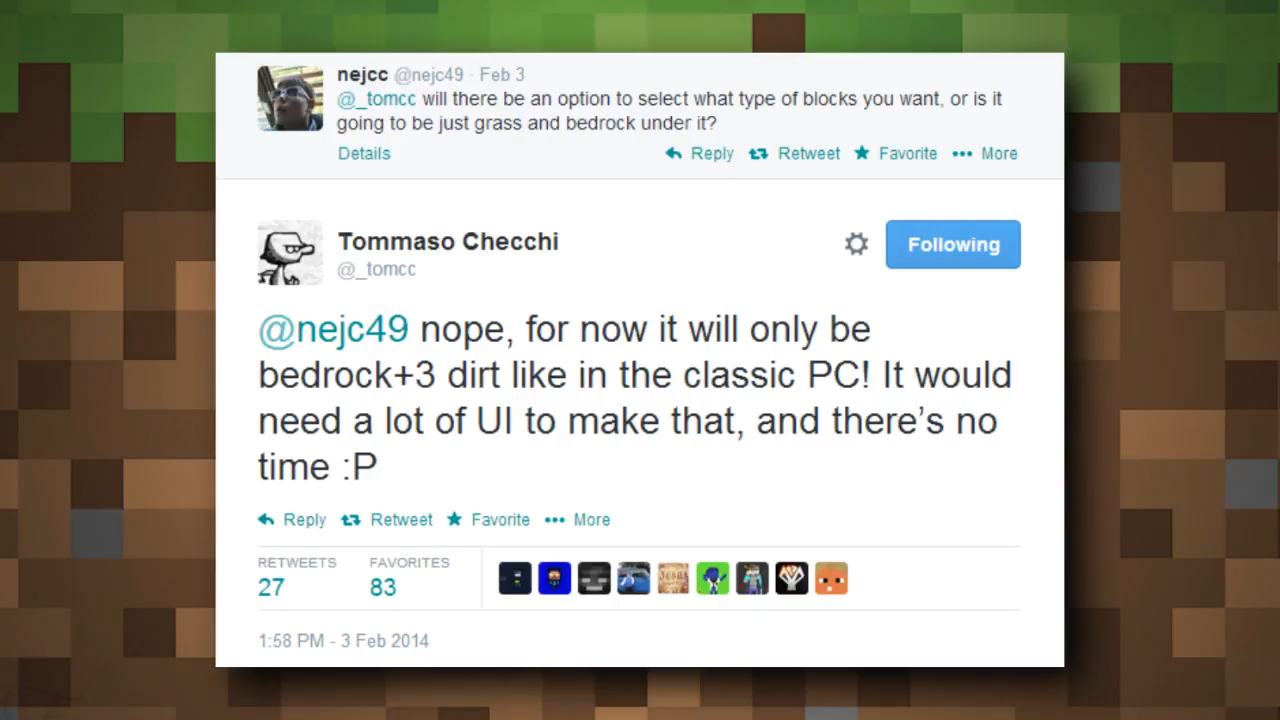 nejcc @nejc49 · Feb 3
@_tomcc will there be an option to select what type of blocks you want, or is it
going to be just grass and bedrock under it?
Details Reply Retweet Favorite More
Tommaso Checchi
@_tomcc
Following
@nejc49 nope, for now it will only be
bedrock+3 dirt like in the classic PC! It would
need a lot of UI to make that, and there’s no
time :P
Reply Retweet Favorite More
RETWEETS FAVORITES
27 83
1:58 PM - 3 Feb 2014